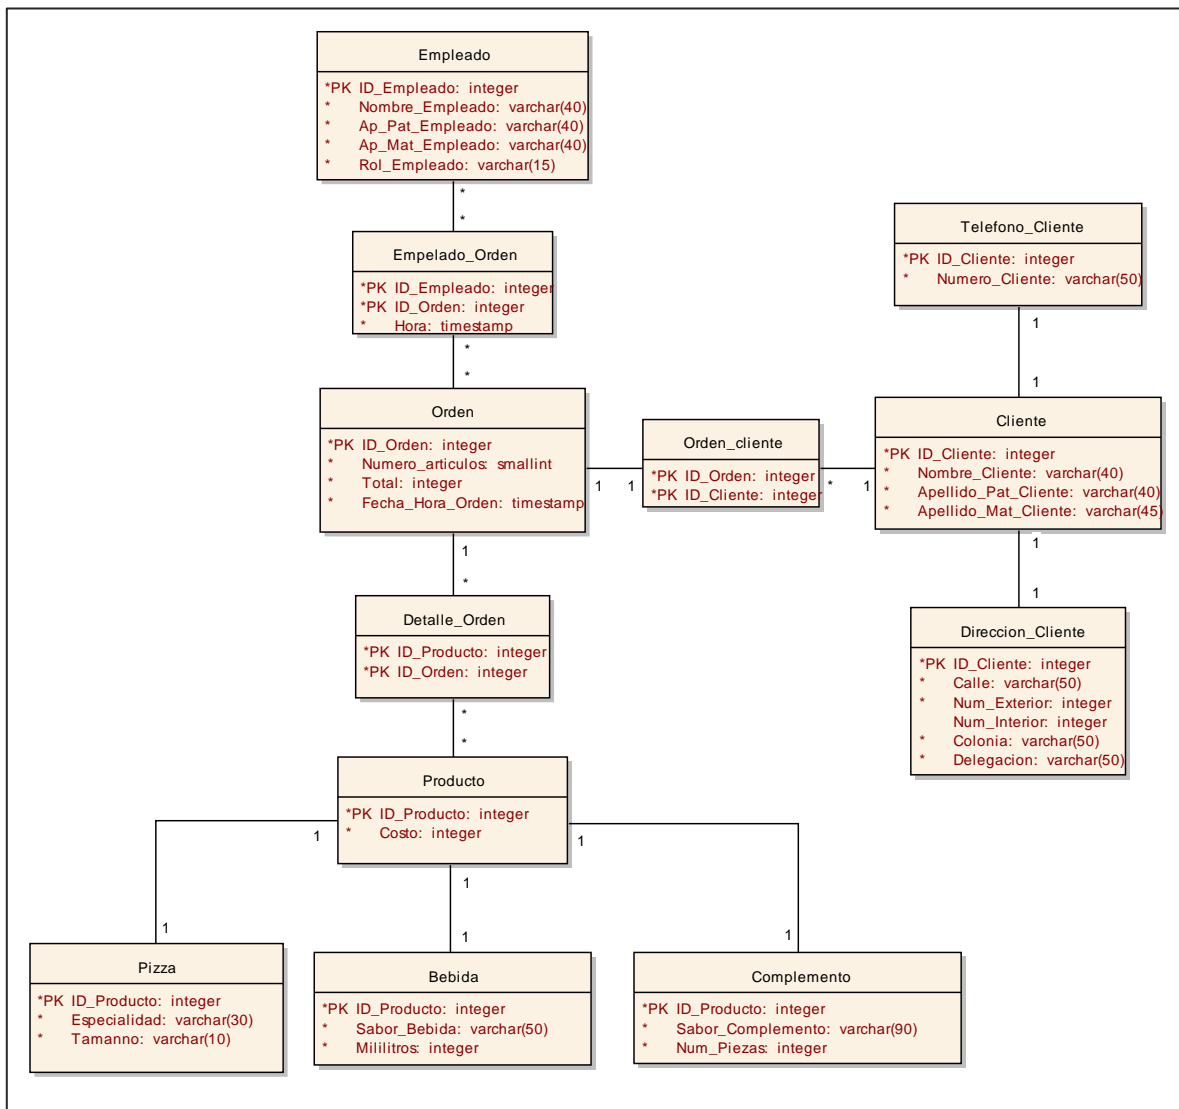 Empleado
*PK ID_Empleado: integer
* Nombre_Empleado: varchar(40)
* Ap_Pat_Empleado: varchar(40)
* Ap_Mat_Empleado: varchar(40)
* Rol_Empleado: varchar(15)
*
*
Empelado_Orden
*PK ID_Empleado: integer
*PK ID_Orden: integer
* Hora: timestamp
*
*
Telefono_Cliente
*PK ID_Cliente: integer
* Numero_Cliente: varchar(50)
1
1
Orden
*PK ID_Orden: integer
* Numero_articulos: smallint
* Total: integer
* Fecha_Hora_Orden: timestamp
1 1
Orden_cliente
*PK ID_Orden: integer
*PK ID_Cliente: integer
* 1
Cliente
*PK ID_Cliente: integer
* Nombre_Cliente: varchar(40)
* Apellido_Pat_Cliente: varchar(40)
* Apellido_Mat_Cliente: varchar(45)
1
1
Direccion_Cliente
*PK ID_Cliente: integer
* Calle: varchar(50)
* Num_Exterior: integer
Num_Interior: integer
* Colonia: varchar(50)
* Delegacion: varchar(50)
1
*
Detalle_Orden
*PK ID_Producto: integer
*PK ID_Orden: integer
*
*
Producto
*PK ID_Producto: integer
* Costo: integer
1
1
1
1
1
1
Pizza
*PK ID_Producto: integer
* Especialidad: varchar(30)
* Tamanno: varchar(10)
Bebida
*PK ID_Producto: integer
* Sabor_Bebida: varchar(50)
* Mililitros: integer
Complemento
*PK ID_Producto: integer
* Sabor_Complemento: varchar(90)
* Num_Piezas: integer